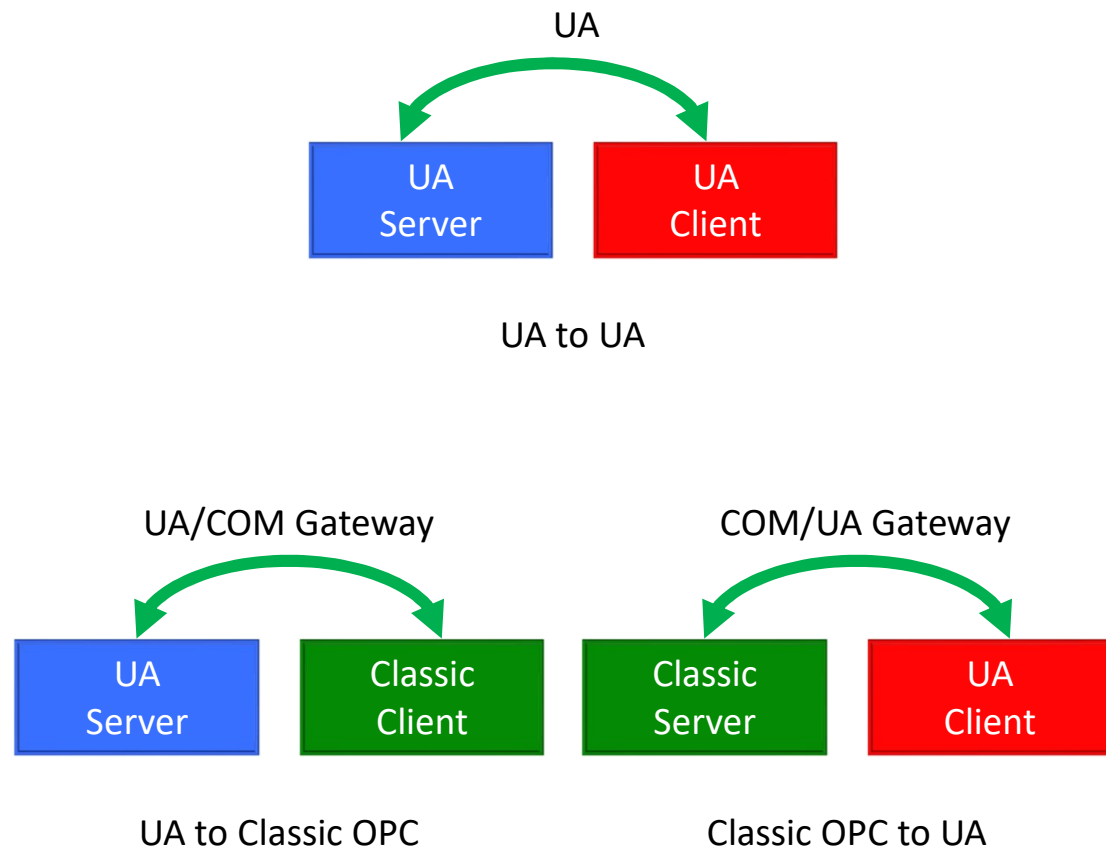 UA
UA
Server
UA
Client
UA to UA
UA/COM Gateway
COM/UA Gateway
UA
Server
Classic
Client
Classic
Server
UA
Client
UA to Classic OPC
Classic OPC to UA